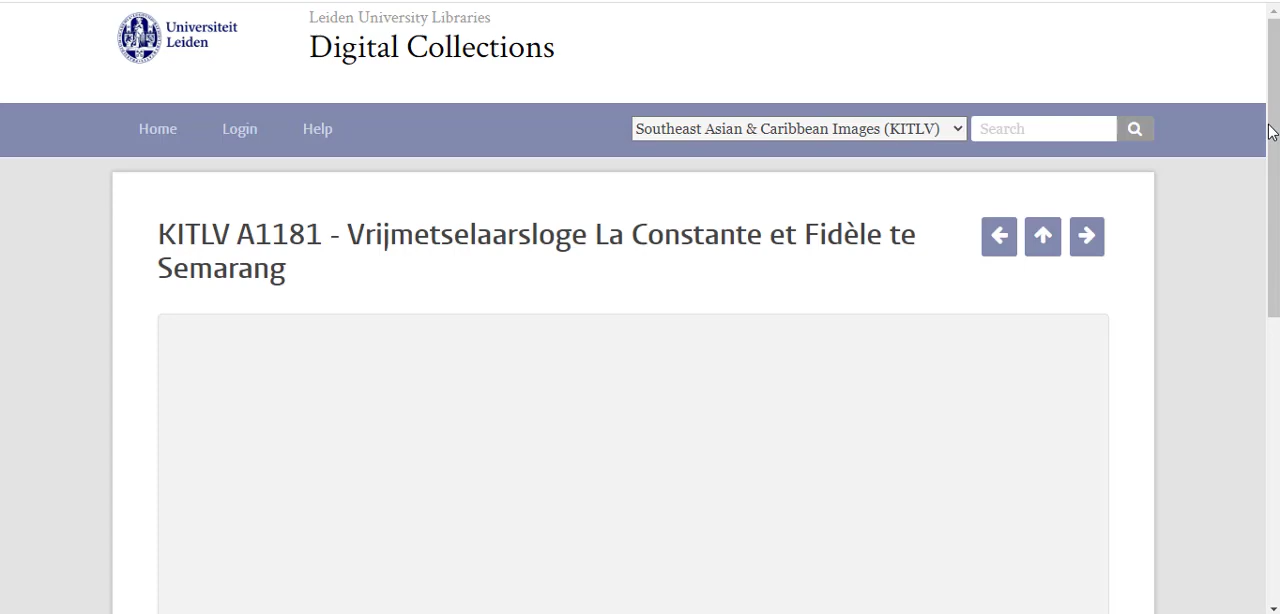 Universiteit
Leiden
Leiden University Libraries
Digital Collections
Home Login Help Southeast Asian & Caribbean Images (KITLV) Search
KITLV A1181 - Vrijmetselaarsloge La Constante et Fidèle te
Semarang